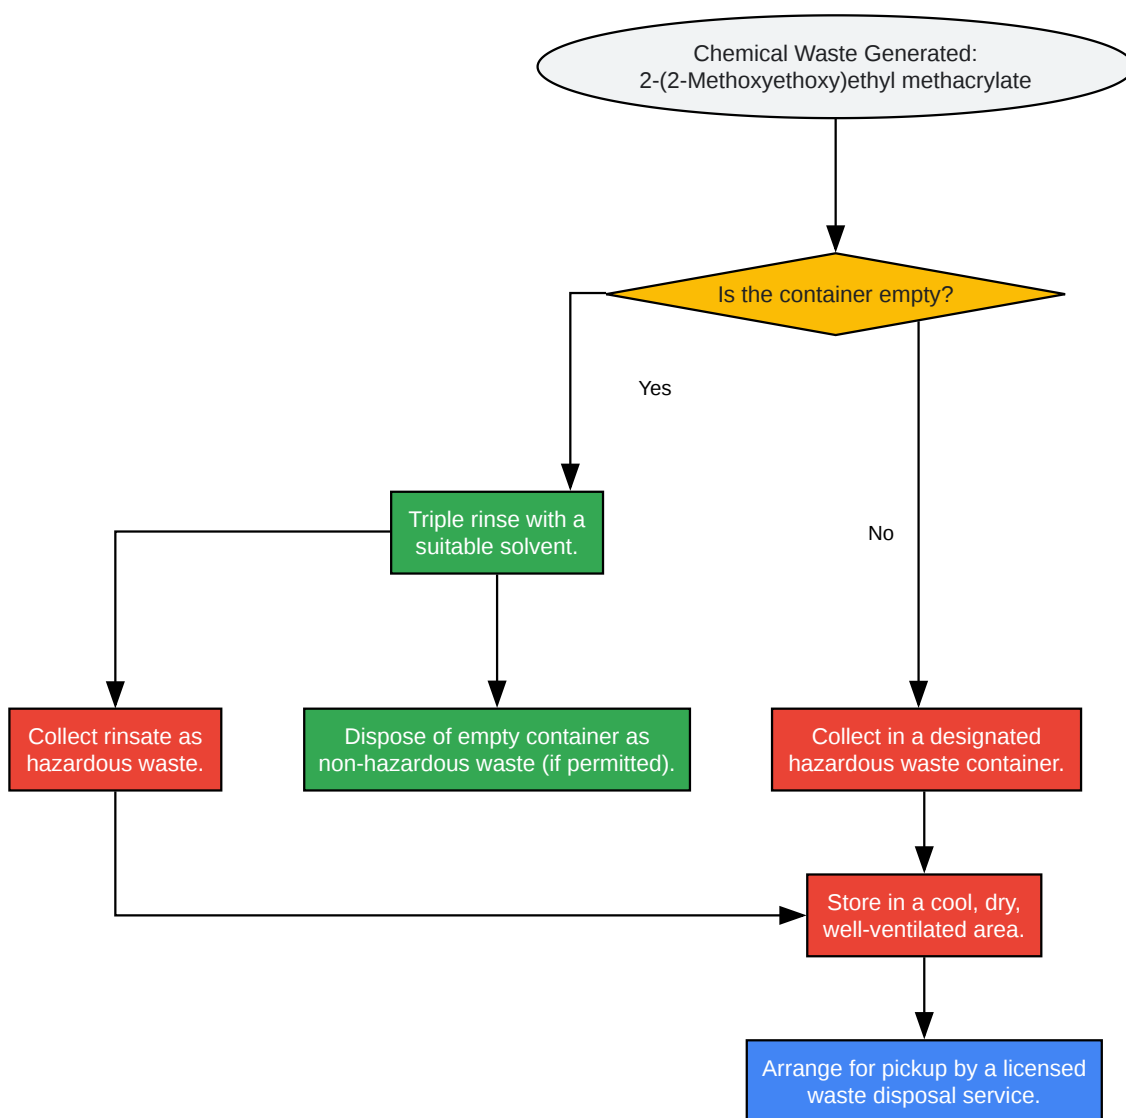 Chemical Waste Generated:
2-(2-Methoxyethoxy)ethyl methacrylate
Is the container empty?
Yes
Triple rinse with a
suitable solvent.
No
Collect rinsate as
hazardous waste.
Dispose of empty container as
non-hazardous waste (if permitted).
Collect in a designated
hazardous waste container.
Store in a cool, dry,
well-ventilated area.
Arrange for pickup by a licensed
waste disposal service.